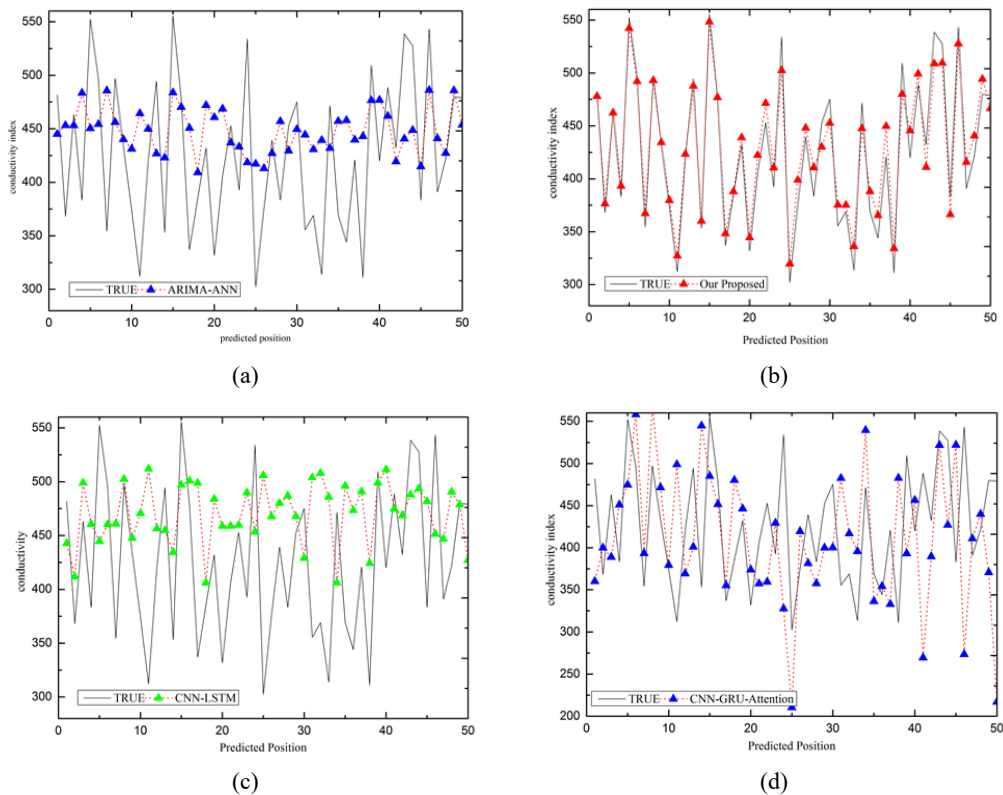 550
500
450
400
350
300
conductivity index
TRUE ARIMA-ANN
0 10 20 30 40 50
predicted position
(a)
550
500
450
400
350
300
conductivity index
TRUE Our Proposed
0 10 20 30 40 50
Predicted Position
(b)
550
500
450
400
350
300
conductivity
TRUE CNN-LSTM
0 10 20 30 40 50
Predicted Position
(c)
550
500
450
400
350
300
250
200
conductivity index
TRUE CNN-GRU-Attention
0 10 20 30 40 50
Predicted Position
(d)